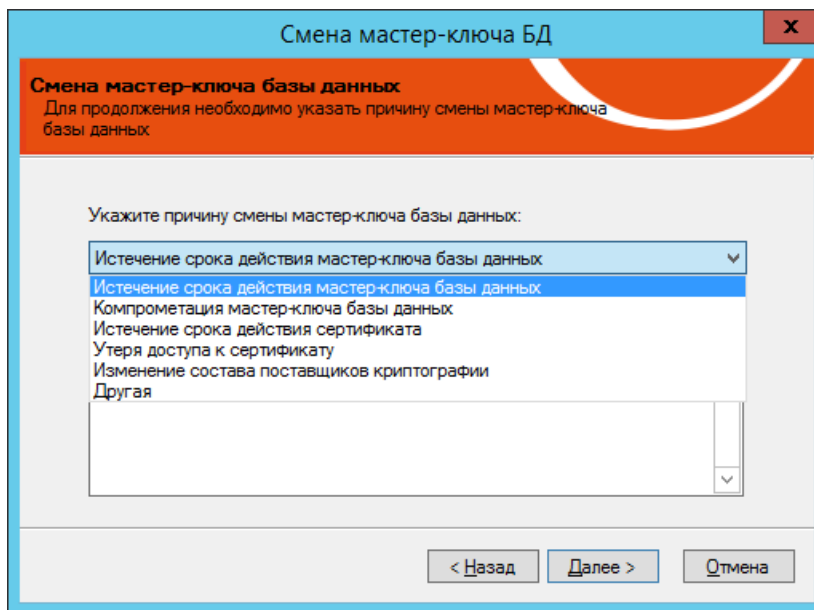 Смена мастер-ключа БД
x
Смена мастер-ключа базы данных
Для продолжения необходимо указать причину смены мастер-ключа
базы данных
Укажите причину смены мастер-ключа базы данных:
Истечение срока действия мастер-ключа базы данных
Истечение срока действия мастер-ключа базы данных
Компрометация мастер-ключа базы данных
Истечение срока действия сертификата
Утеря доступа к сертификату
Изменение состава поставщиков криптографии
Другая
< Назад
Далее >
Отмена